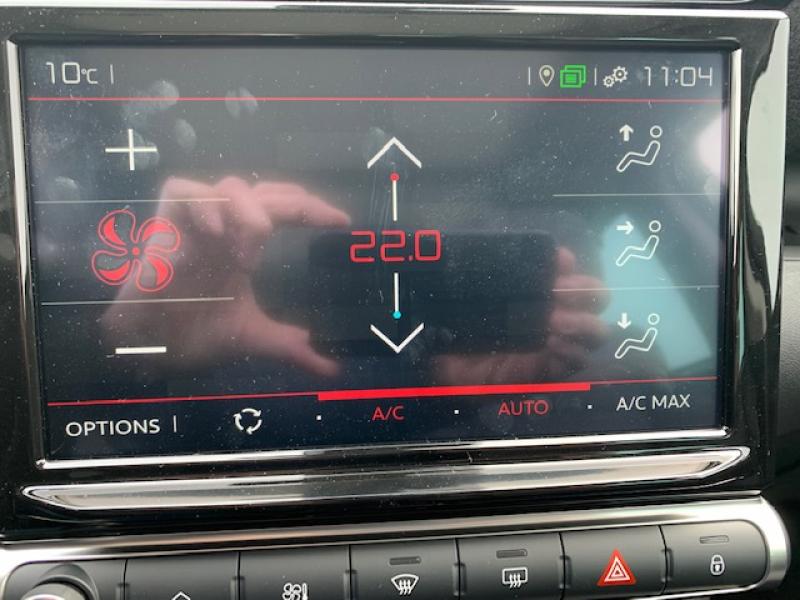 10°C
11:04
22.0
OPTIONS A/C AUTO A/C MAX